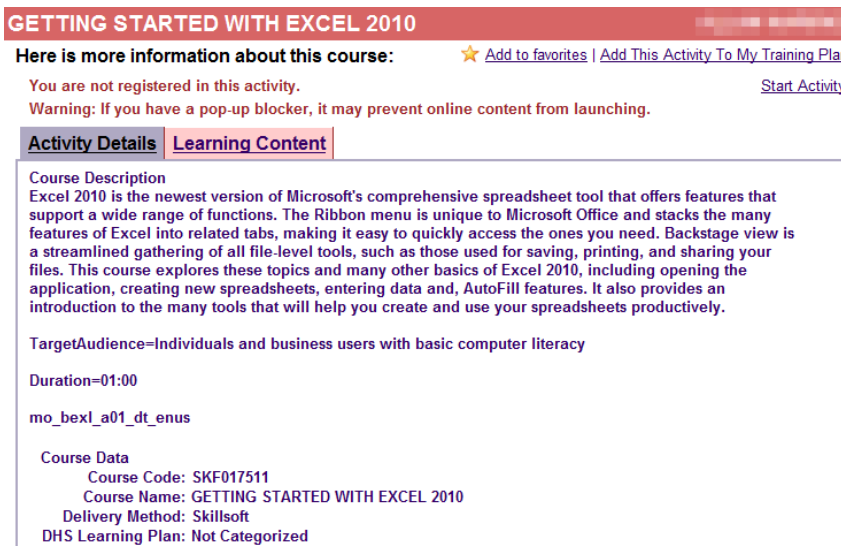 GETTING STARTED WITH EXCEL 2010
Here is more information about this course:
Add to favorites | Add This Activity To My Training Pla
You are not registered in this activity.
Start Activity
Warning: If you have a pop-up blocker, it may prevent online content from launching.
Activity Details
Learning Content
Course Description
Excel 2010 is the newest version of Microsoft's comprehensive spreadsheet tool that offers features that
support a wide range of functions. The Ribbon menu is unique to Microsoft Office and stacks the many
features of Excel into related tabs, making it easy to quickly access the ones you need. Backstage view is
a streamlined gathering of all file-level tools, such as those used for saving, printing, and sharing your
files. This course explores these topics and many other basics of Excel 2010, including opening the
application, creating new spreadsheets, entering data and, AutoFill features. It also provides an
introduction to the many tools that will help you create and use your spreadsheets productively.
TargetAudience=Individuals and business users with basic computer literacy
Duration=01:00
mo_bexl_a01_dt_enus
Course Data
Course Code: SKF017511
Course Name: GETTING STARTED WITH EXCEL 2010
Delivery Method: Skillsoft
DHS Learning Plan: Not Categorized